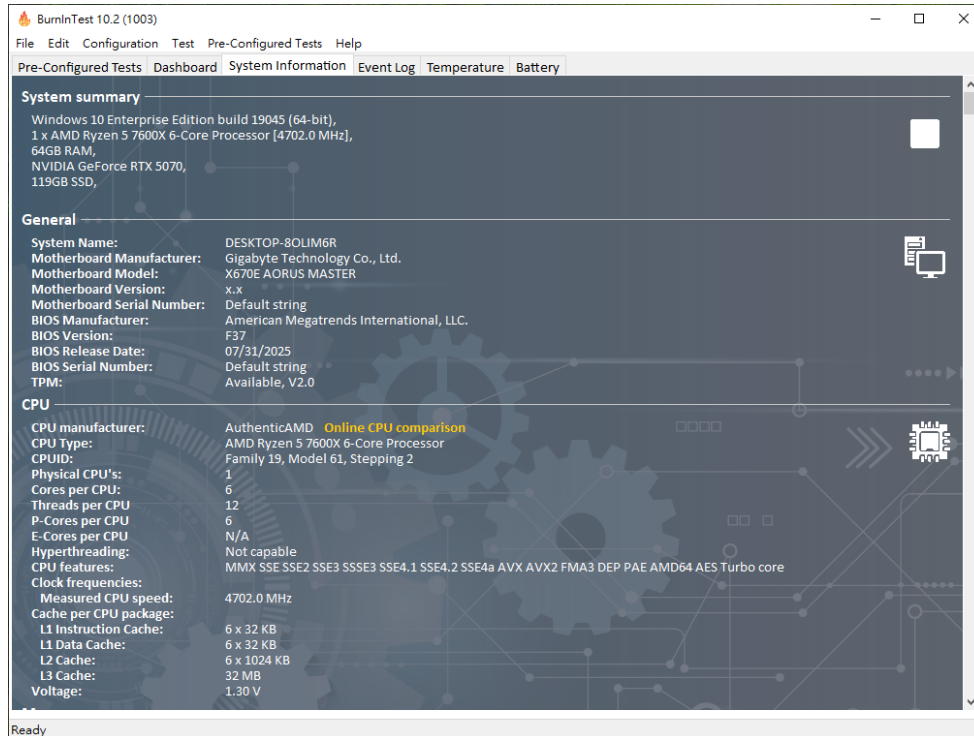 BurnInTest 10.2 (1003)
File Edit Configuration Test Pre-Configured Tests Help
Pre-Configured Tests Dashboard System Information Event Log Temperature Battery
System summary
Windows 10 Enterprise Edition build 19045 (64-bit),
1 x AMD Ryzen 5 7600X 6-Core Processor [4702.0 MHz],
64GB RAM,
NVIDIA GeForce RTX 5070,
119GB SSD,
General
System Name: DESKTOP-8OLIM6R
Motherboard Manufacturer: Gigabyte Technology Co., Ltd.
Motherboard Model: X670E AORUS MASTER
Motherboard Version: x.x
Motherboard Serial Number: Default string
BIOS Manufacturer: American Megatrends International, LLC.
BIOS Version: F37
BIOS Release Date: 07/31/2025
BIOS Serial Number: Default string
TPM: Available, V2.0
CPU
CPU manufacturer: AuthenticAMD Online CPU comparison
CPU Type: AMD Ryzen 5 7600X 6-Core Processor
CPUID: Family 19, Model 61, Stepping 2
Physical CPU's: 1
Cores per CPU: 6
Threads per CPU 12
P-Cores per CPU 6
E-Cores per CPU N/A
Hyperthreading: Not capable
CPU features: MMX SSE SSE2 SSE3 SSSE3 SSE4.1 SSE4.2 SSE4a AVX AVX2 FMA3 DEP PAE AMD64 AES Turbo core
Clock frequencies:
Measured CPU speed: 4702.0 MHz
Cache per CPU package:
L1 Instruction Cache: 6 x 32 KB
L1 Data Cache: 6 x 32 KB
L2 Cache: 6 x 1024 KB
L3 Cache: 32 MB
Voltage: 1.30 V
Ready